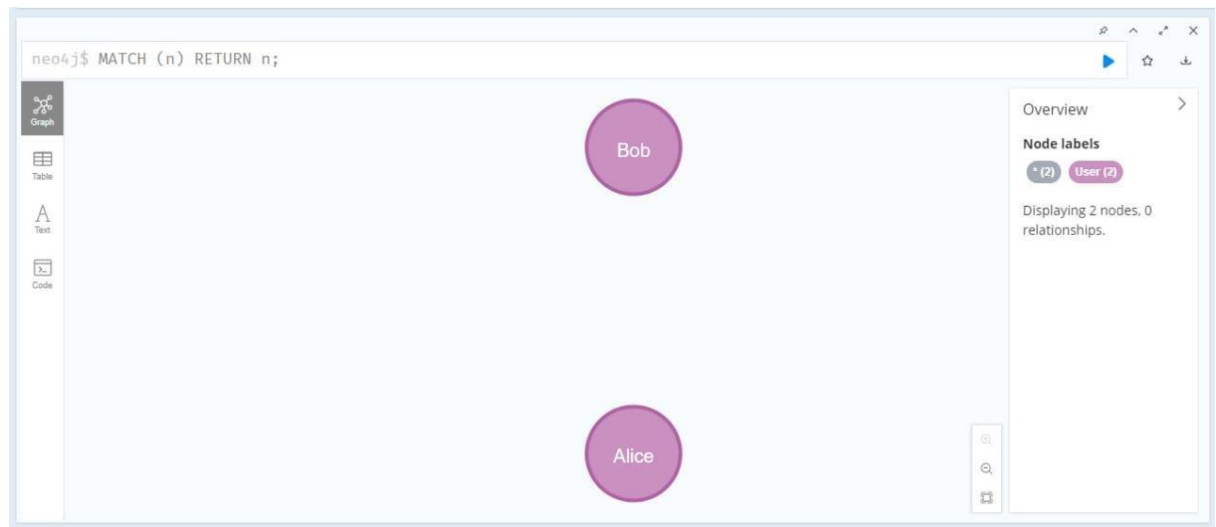 neo4j$ MATCH (n) RETURN n;
Graph
Table
A
Text
Code
Bob
Alice
Overview
Node labels
* (2) User (2)
Displaying 2 nodes, 0
relationships.